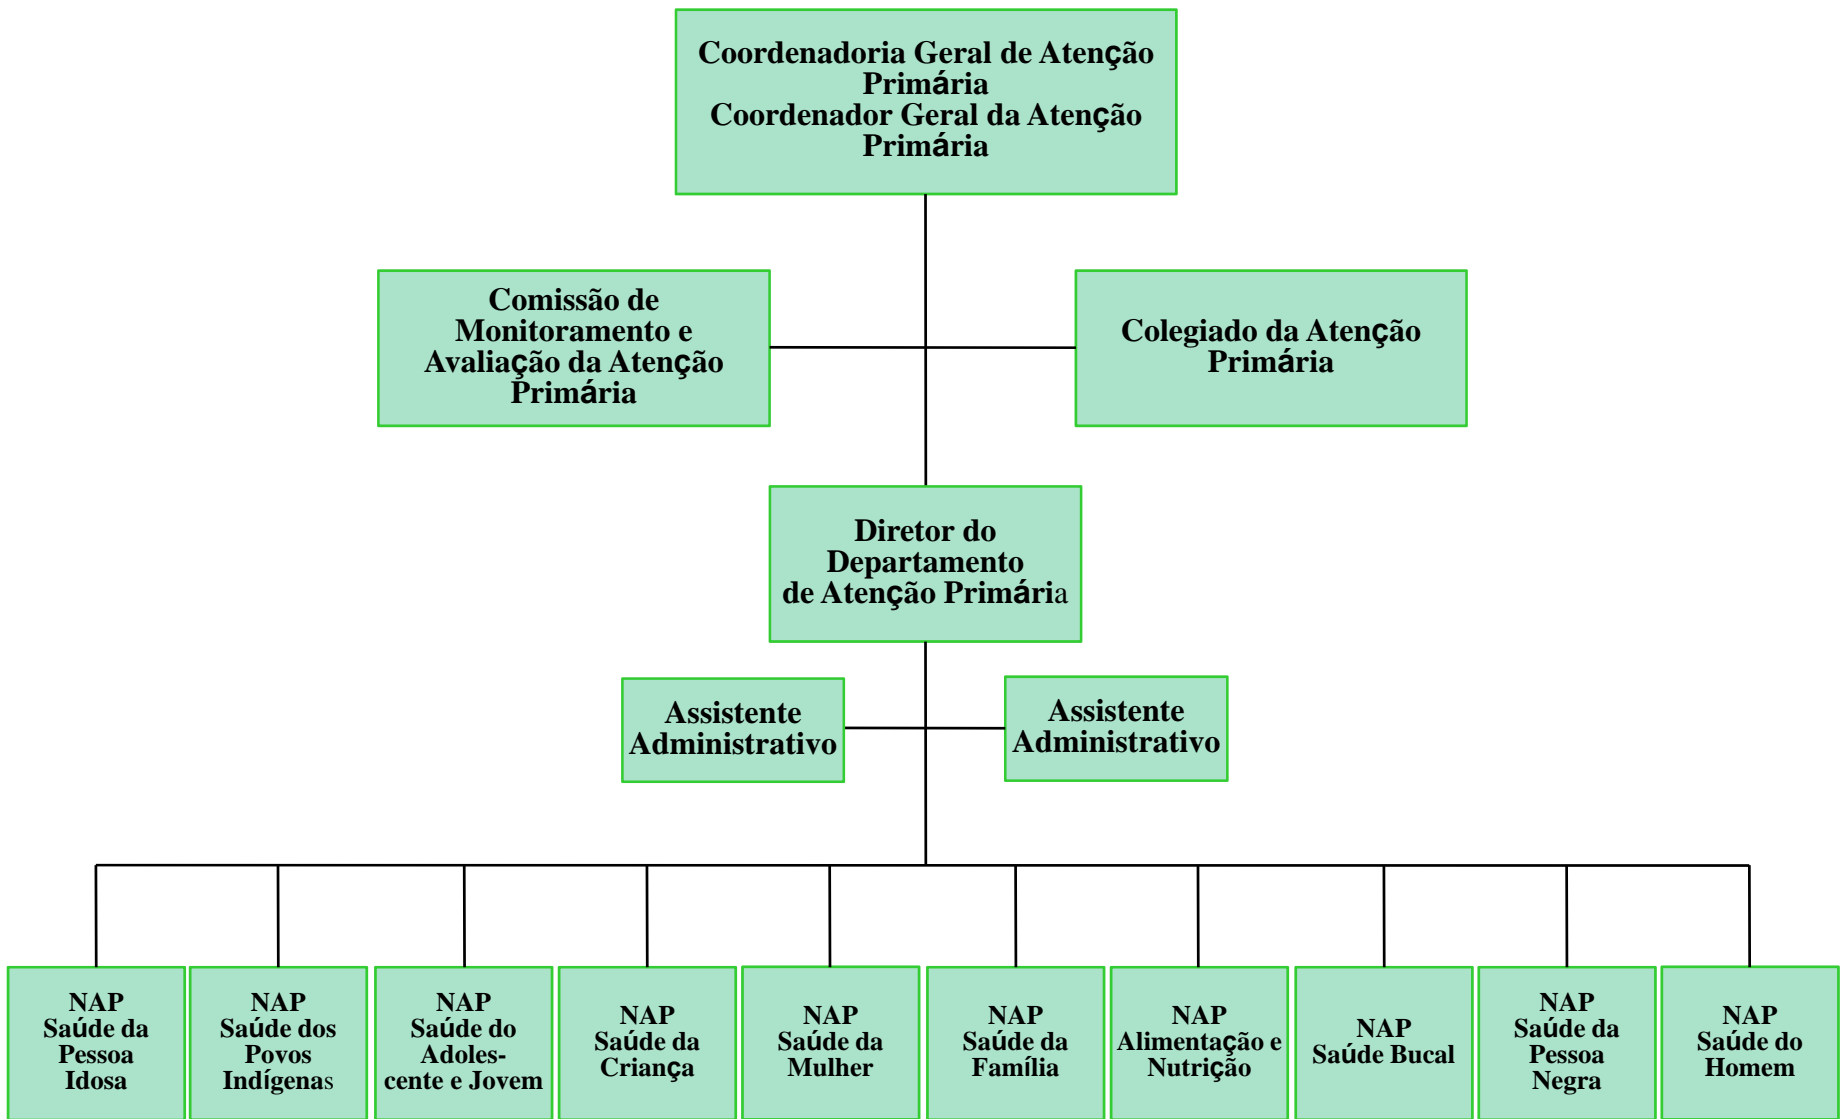 Coordenadoria Geral de Atenção
Primária
Coordenador Geral da Atenção
Primária
Comissão de
Monitoramento e
Avaliação da Atenção
Primária
Colegiado da Atenção
Primária
Diretor do
Departamento
de Atenção Primária
Assistente
Administrativo
Assistente
Administrativo
NAP
Saúde da
Pessoa
Idosa
NAP
Saúde dos
Povos
Indígenas
NAP
Saúde do
Adoles-
cente e Jovem
NAP
Saúde da
Criança
NAP
Saúde da
Mulher
NAP
Saúde da
Família
NAP
Alimentação e
Nutrição
NAP
Saúde Bucal
NAP
Saúde da
Pessoa
Negra
NAP
Saúde do
Homem